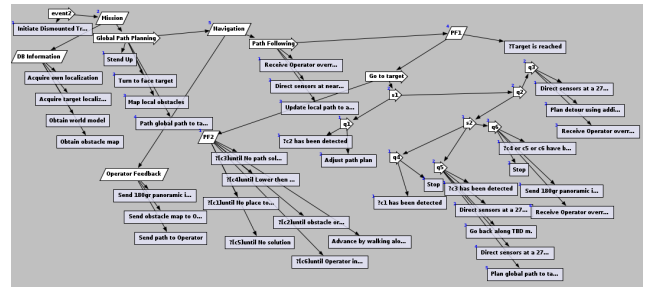 event2
Mission
Initiate Dismounted Tr...
Global Path Planning
DB Information
Acquire own localization
Acquire target localiz...
Obtain world model
Obtain obstacle map
Stend Up
Turn to face target
Map local obstacles
Path global path to ta...
Navigation
Path Following
Receive Operator overr...
Direct sensors at near...
Update local path to a...
PF1
?Target is reached
Go to target
s1
q1
?c2 has been detected
Adjust path plan
q2
q3
Direct sensors at a 27...
Plan detour using addi...
Receive Operator overr...
s2
q4
Stop
?c1 has been detected
q5
?c3 has been detected
Direct sensors at a 27...
Go back along TBD m.
Direct sensors at a 27...
Plan global path to ta...
q6
?c4 or c5 or c6 have b...
Stop
Send 180gr panoramic i...
Receive Operator overr...
PF2
?[c3]until No path sol...
?[c4]until Lower then ...
?[c1]until No place to...
?[c2]until obstacle or...
Advance by walking alo...
?[c5]until No solution
?[c6]until Operator in...
Operator Feedback
Send 180gr panoramic i...
Send obstacle map to O...
Send path to Operator